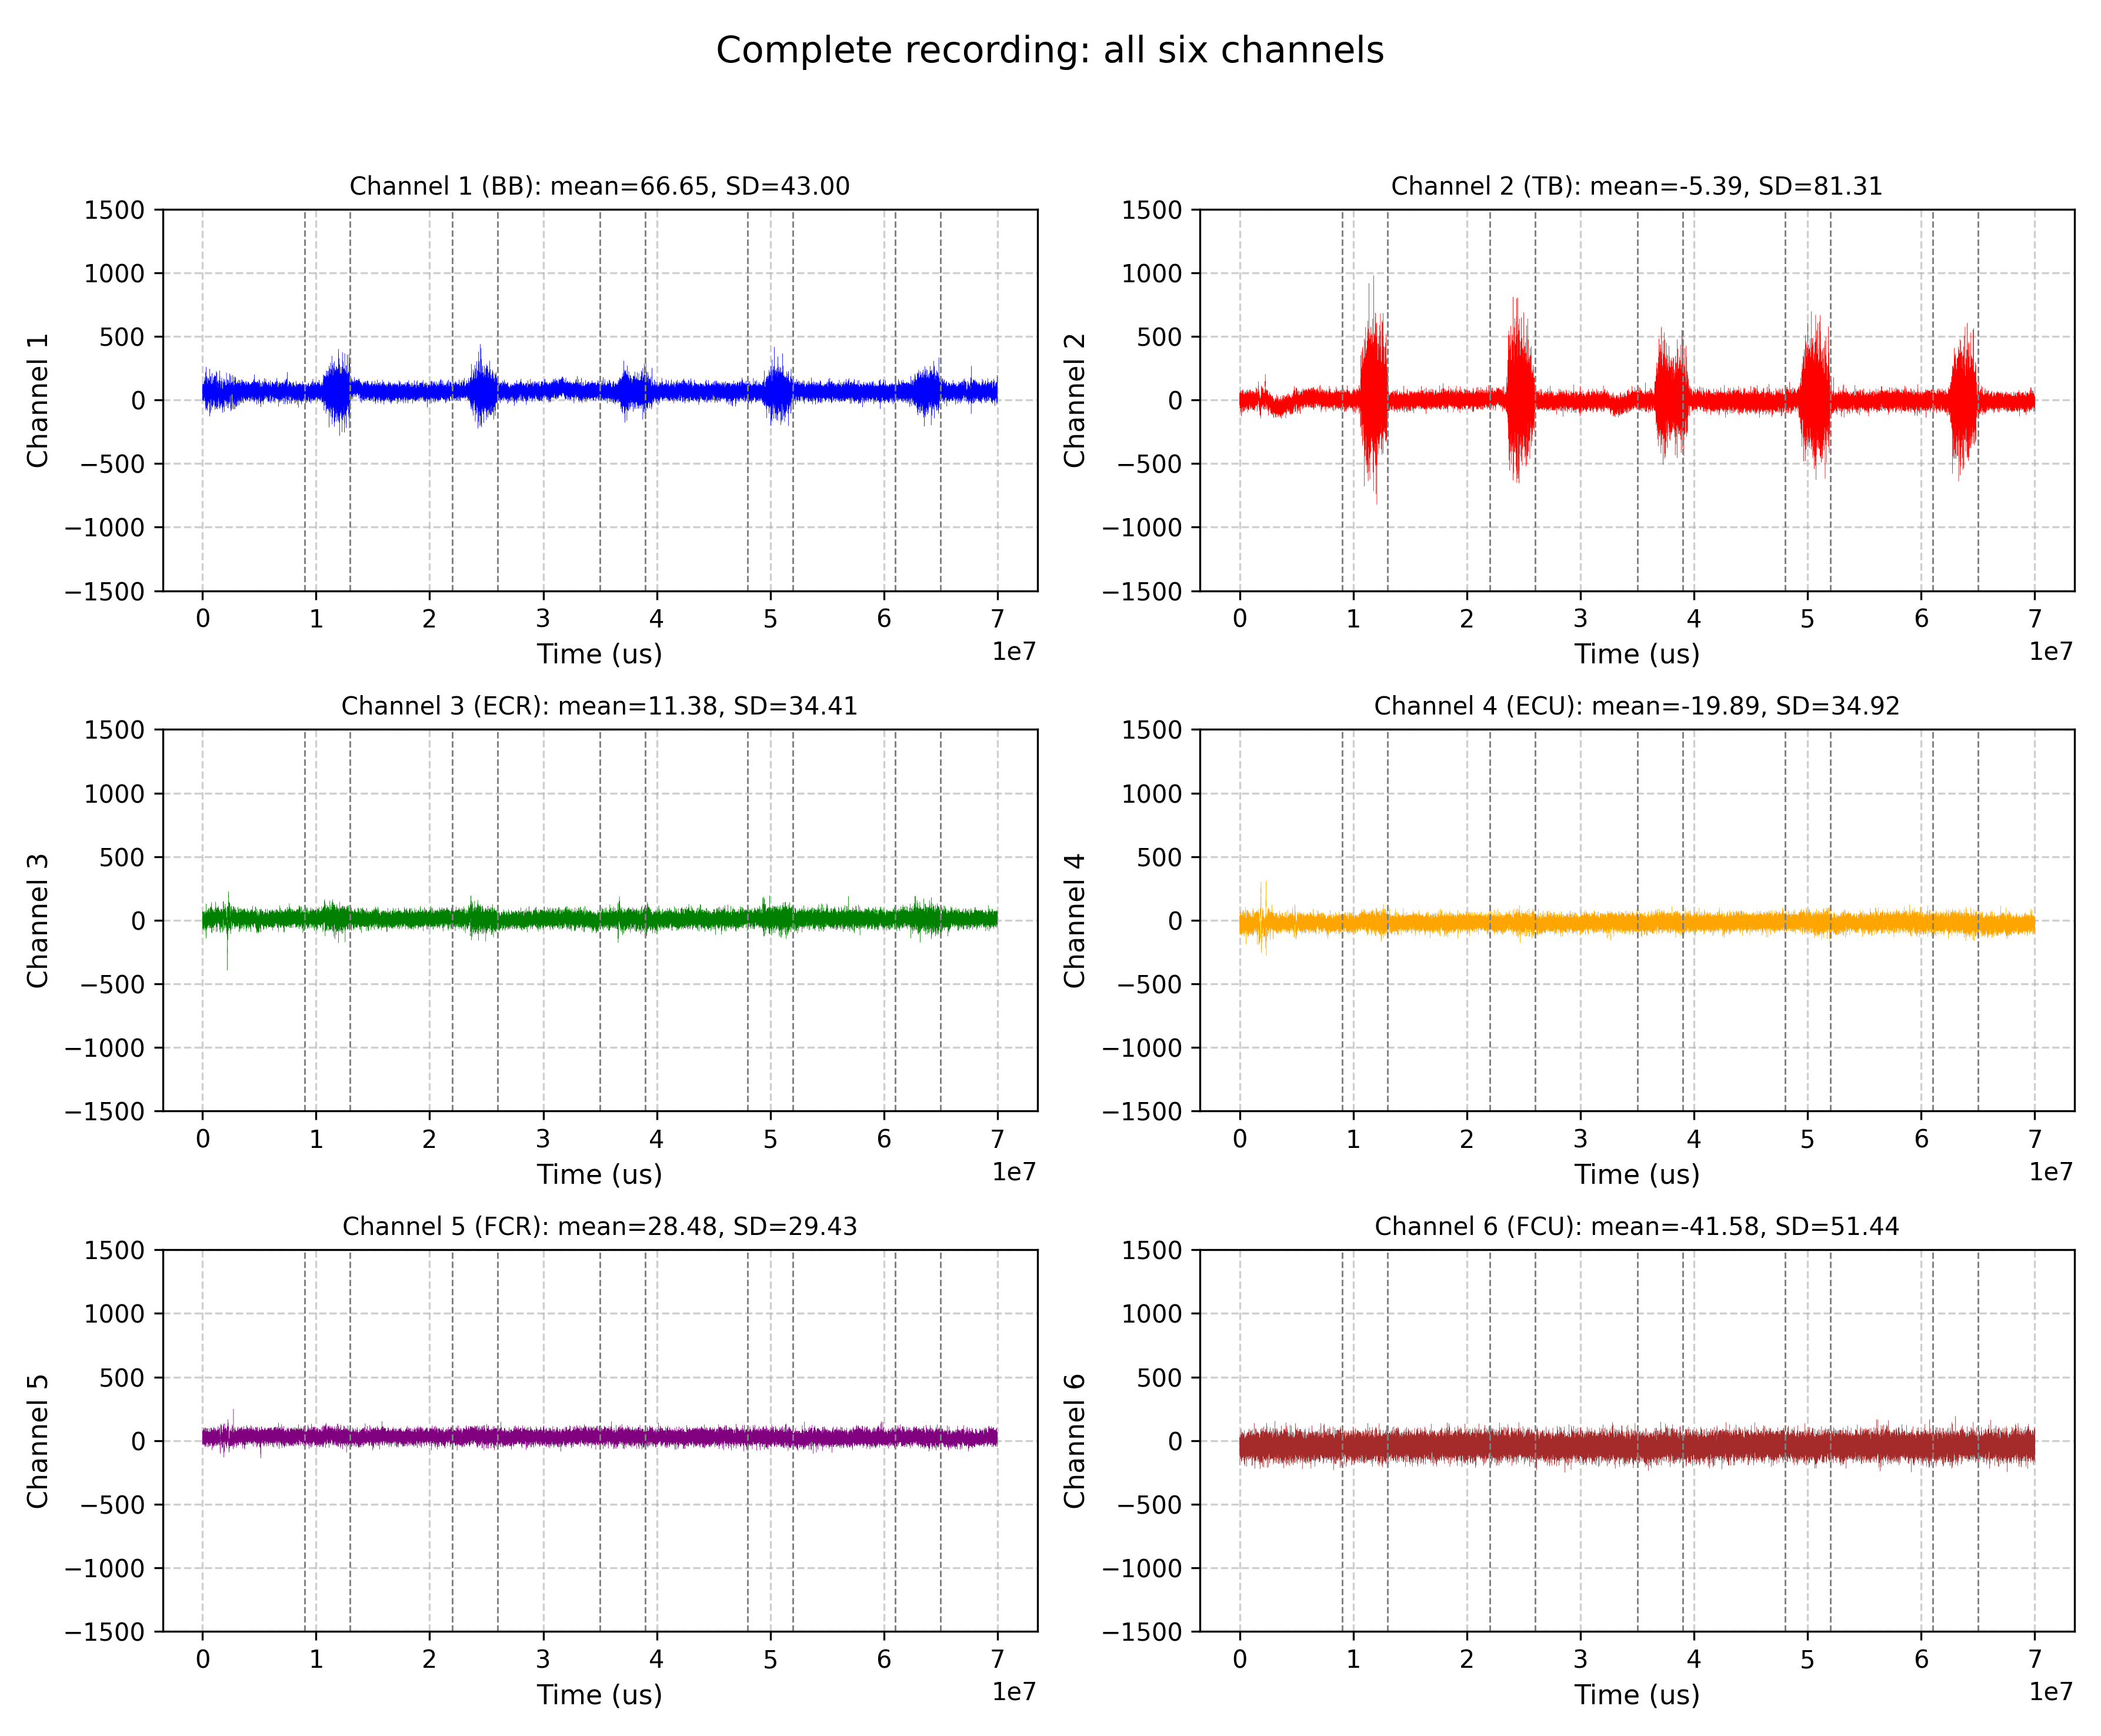 Complete recording: all six channels
Channel 1 (BB): mean=66.65, SD=43.00
1500
1000
500
0
−500
−1000
−1500
Channel 1
0 1 2 3 4 5 6 7
Time (us)
1e7
Channel 2 (TB): mean=-5.39, SD=81.31
1500
1000
500
0
−500
−1000
−1500
Channel 2
0 1 2 3 4 5 6 7
Time (us)
1e7
Channel 3 (ECR): mean=11.38, SD=34.41
1500
1000
500
0
−500
−1000
−1500
Channel 3
0 1 2 3 4 5 6 7
Time (us)
1e7
Channel 4 (ECU): mean=-19.89, SD=34.92
1500
1000
500
0
−500
−1000
−1500
Channel 4
0 1 2 3 4 5 6 7
Time (us)
1e7
Channel 5 (FCR): mean=28.48, SD=29.43
1500
1000
500
0
−500
−1000
−1500
Channel 5
0 1 2 3 4 5 6 7
Time (us)
1e7
Channel 6 (FCU): mean=-41.58, SD=51.44
1500
1000
500
0
−500
−1000
−1500
Channel 6
0 1 2 3 4 5 6 7
Time (us)
1e7